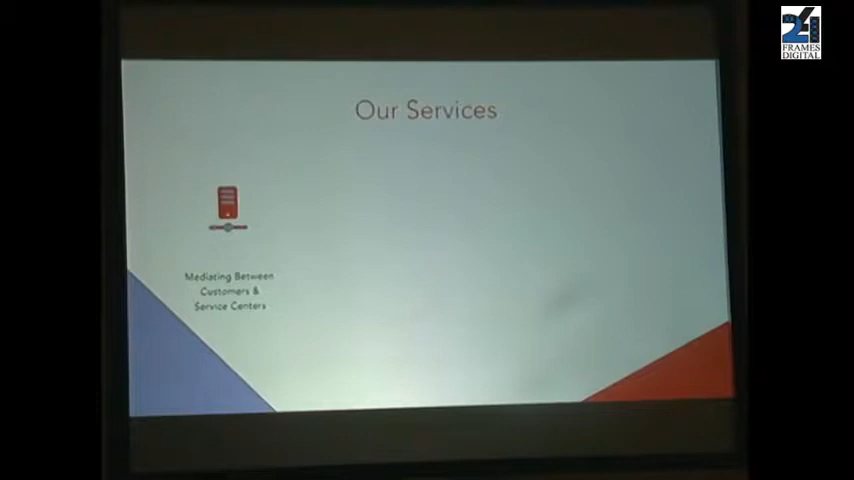 24
FRAMES
DIGITAL
Our Services
Mediating Between
Customers &
Service Centers